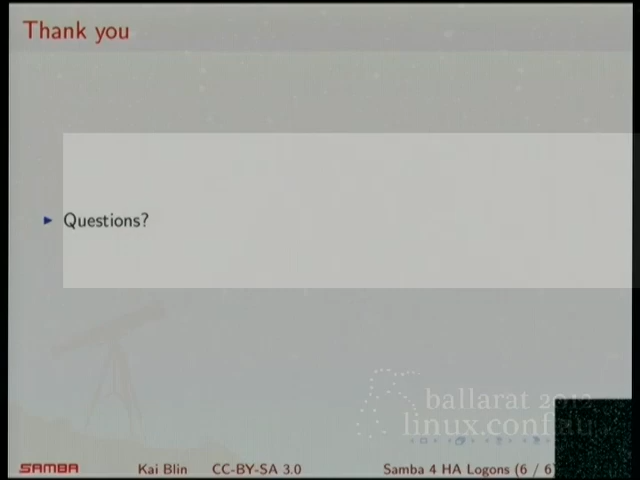 Thank you
Questions?
ballarat 2012
linux.conf.au
SAMBA Kai Blin CC-BY-SA 3.0 Samba 4 HA Logons (6 / 6)